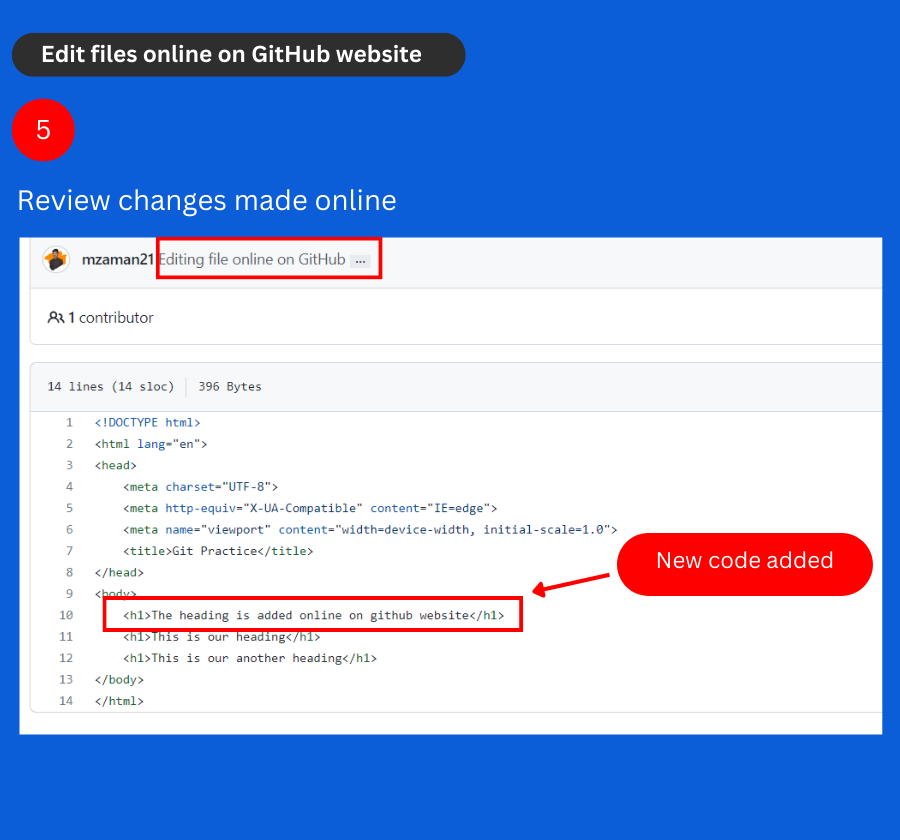 Edit files online on GitHub website
5
Review changes made online
mzaman21 Editing file online on GitHub ...
1 contributor
14 lines (14 sloc) 396 Bytes
1 <!DOCTYPE html>
2 <html lang="en">
3 <head>
4 <meta charset="UTF-8">
5 <meta http-equiv="X-UA-Compatible" content="IE=edge">
6 <meta name="viewport" content="width=device-width, initial-scale=1.0">
7 <title>Git Practice</title>
8 </head>
New code added
9 <body>
10 <h1>The heading is added online on github website</h1>
11 <h1>This is our heading</h1>
12 <h1>This is our another heading</h1>
13 </body>
14 </html>